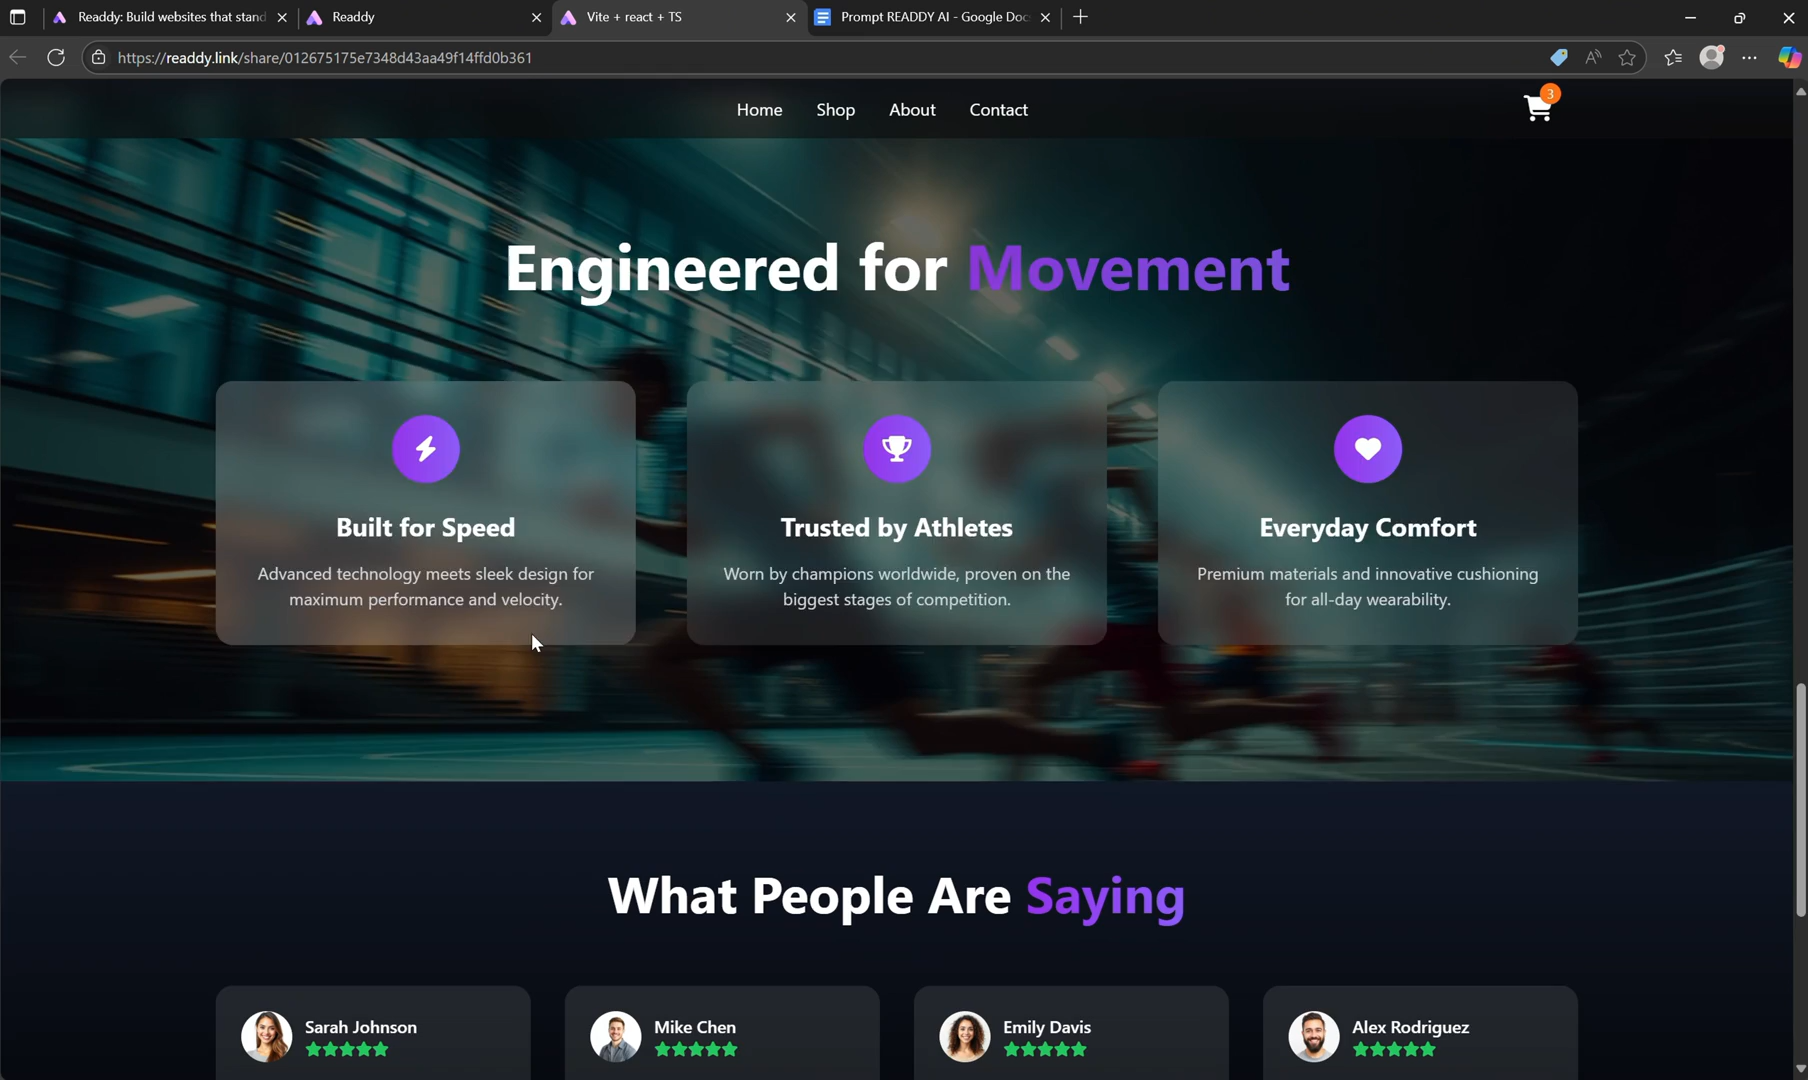 Readdy: Build websites that stand
Readdy
Vite + react + TS
Prompt READDY AI - Google Doc
https://readdy.link/share/012675175e7348d43aa49f14ffd0b361
Home
Shop
About
Contact
3
Engineered for Movement
Built for Speed
Advanced technology meets sleek design for
maximum performance and velocity.
Trusted by Athletes
Worn by champions worldwide, proven on the
biggest stages of competition.
Everyday Comfort
Premium materials and innovative cushioning
for all-day wearability.
What People Are Saying
Sarah Johnson
Mike Chen
Emily Davis
Alex Rodriguez